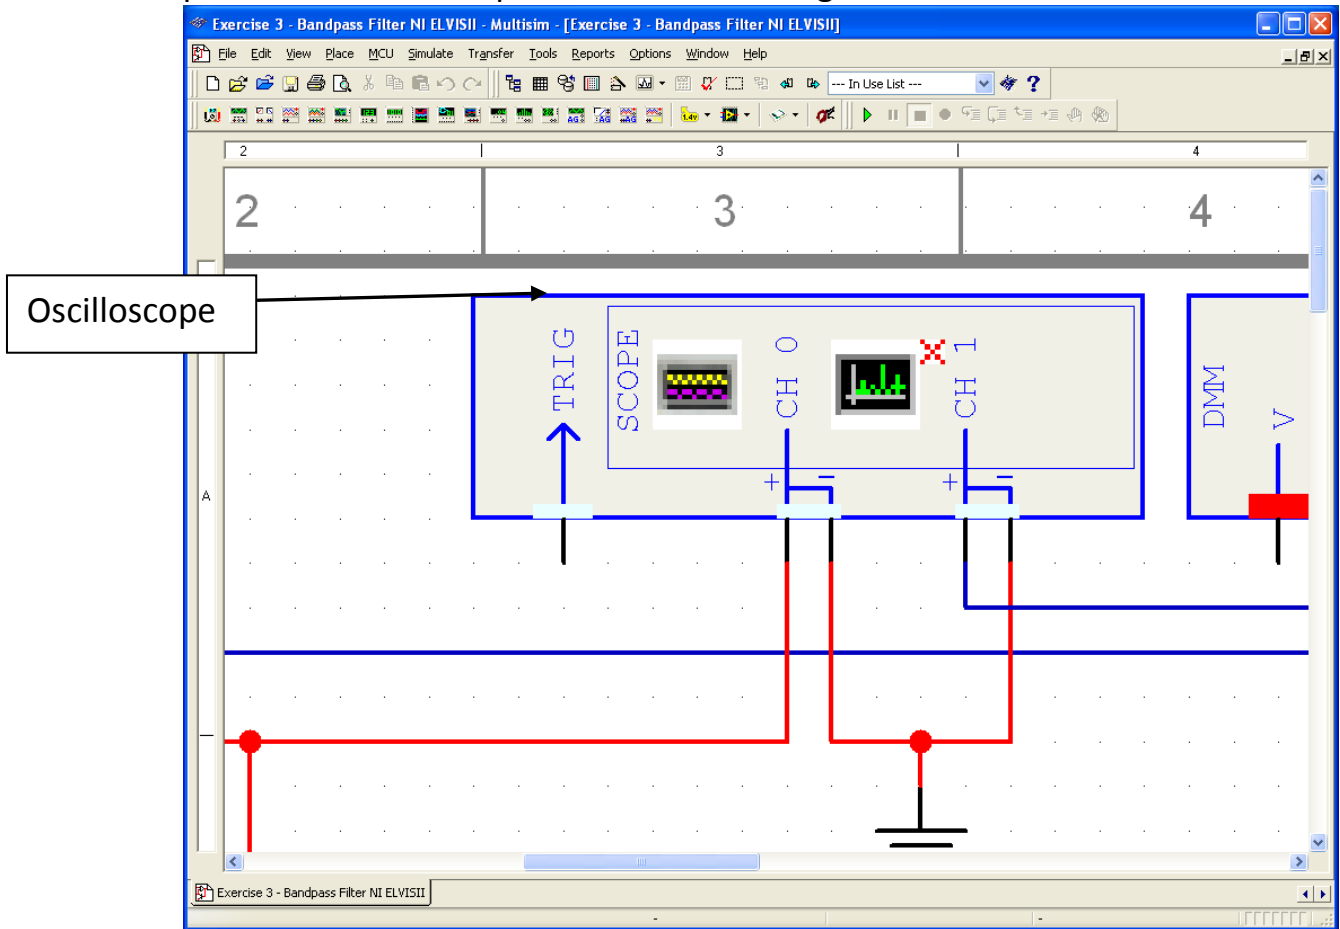 Exercise 3 - Bandpass Filter NI ELVISII - Multisim - [Exercise 3 - Bandpass Filter NI ELVISII]
File Edit View Place MCU Simulate Transfer Tools Reports Options Window Help
--- In Use List ---
2 3 4
2 3 4
Oscilloscope
TRIG
SCOPE
CH 0
CH 1
DMM
V
+ − + −
A
Exercise 3 - Bandpass Filter NI ELVISII
- -